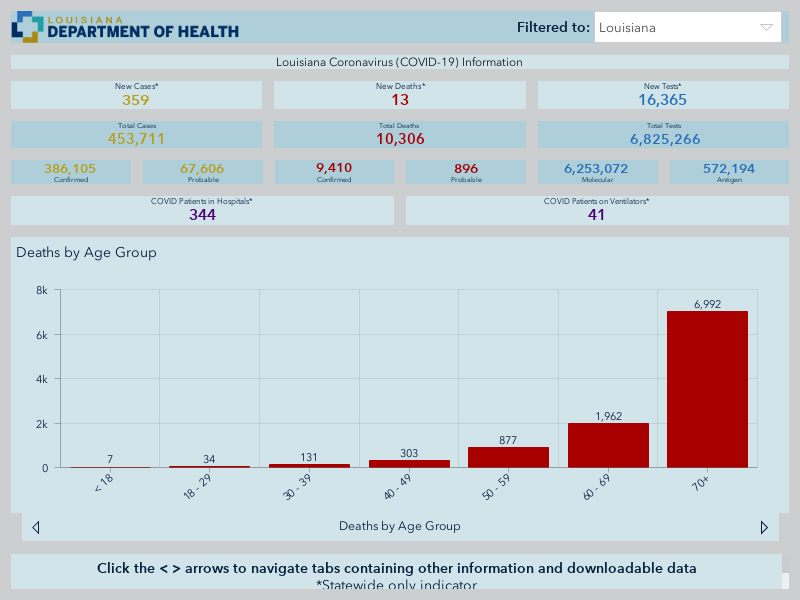 LOUISIANA
DEPARTMENT OF HEALTH
Filtered to:
Louisiana
Louisiana Coronavirus (COVID-19) Information
New Cases*
359
New Deaths*
13
New Tests*
16,365
Total Cases
453,711
Total Deaths
10,306
Total Tests
6,825,266
386,105
Confirmed
67,606
Probable
9,410
Confirmed
896
Probable
6,253,072
Molecular
572,194
Antigen
COVID Patients in Hospitals*
344
COVID Patients on Ventilators*
41
Deaths by Age Group
8k
6k
4k
2k
0
7
34
131
303
877
1,962
6,992
< 18
18 - 29
30 - 39
40 - 49
50 - 59
60 - 69
70+
Deaths by Age Group
Click the < > arrows to navigate tabs containing other information and downloadable data
*Statewide only indicator